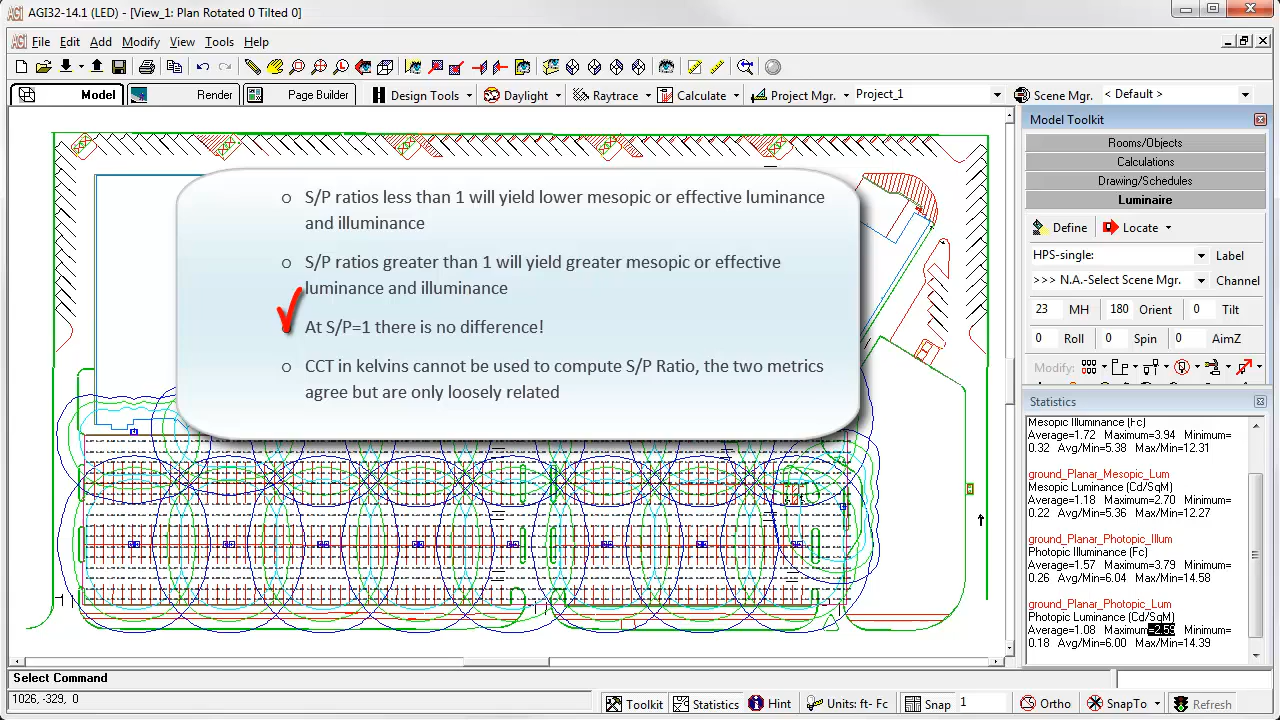 AGI32-14.1 (LED) - [View_1: Plan Rotated 0 Tilted 0]
File Edit Add Modify View Tools Help
Model Render Page Builder Design Tools Daylight Raytrace Calculate Project Mgr. Project_1 Scene Mgr. < Default >
S/P ratios less than 1 will yield lower mesopic or effective luminance
and illuminance
S/P ratios greater than 1 will yield greater mesopic or effective
luminance and illuminance
At S/P=1 there is no difference!
CCT in kelvins cannot be used to compute S/P Ratio, the two metrics
agree but are only loosely related
Model Toolkit
Rooms/Objects
Calculations
Drawing/Schedules
Luminaire
Define Locate
HPS-single: Label
>>> N.A.-Select Scene Mgr. Channel
23 MH 180 Orient 0 Tilt
0 Roll 0 Spin 0 AimZ
Modify:
Statistics
Mesopic Illuminance (Fc)
Average=1.72 Maximum=3.94 Minimum=
0.32 Avg/Min=5.38 Max/Min=12.31
ground_Planar_Mesopic_Lum
Mesopic Luminance (Cd/SqM)
Average=1.18 Maximum=2.70 Minimum=
0.22 Avg/Min=5.36 Max/Min=12.27
ground_Planar_Photopic_Illum
Photopic Illuminance (Fc)
Average=1.57 Maximum=3.79 Minimum=
0.26 Avg/Min=6.04 Max/Min=14.58
ground_Planar_Photopic_Lum
Photopic Luminance (Cd/SqM)
Average=1.08 Maximum=2.59 Minimum=
0.18 Avg/Min=6.00 Max/Min=14.39
Select Command
1026, -329, 0
Toolkit Statistics Hint Units: ft- Fc Snap 1 Ortho SnapTo Refresh